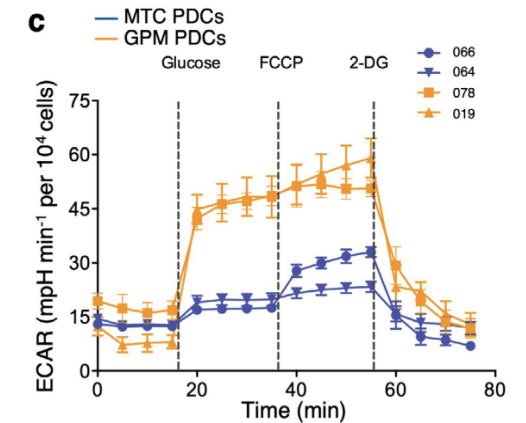 c
MTC PDCs
GPM PDCs
Glucose FCCP 2-DG
066
064
078
019
75
60
45
30
15
0
ECAR (mpH min⁻¹ per 10⁴ cells)
0 20 40 60 80
Time (min)